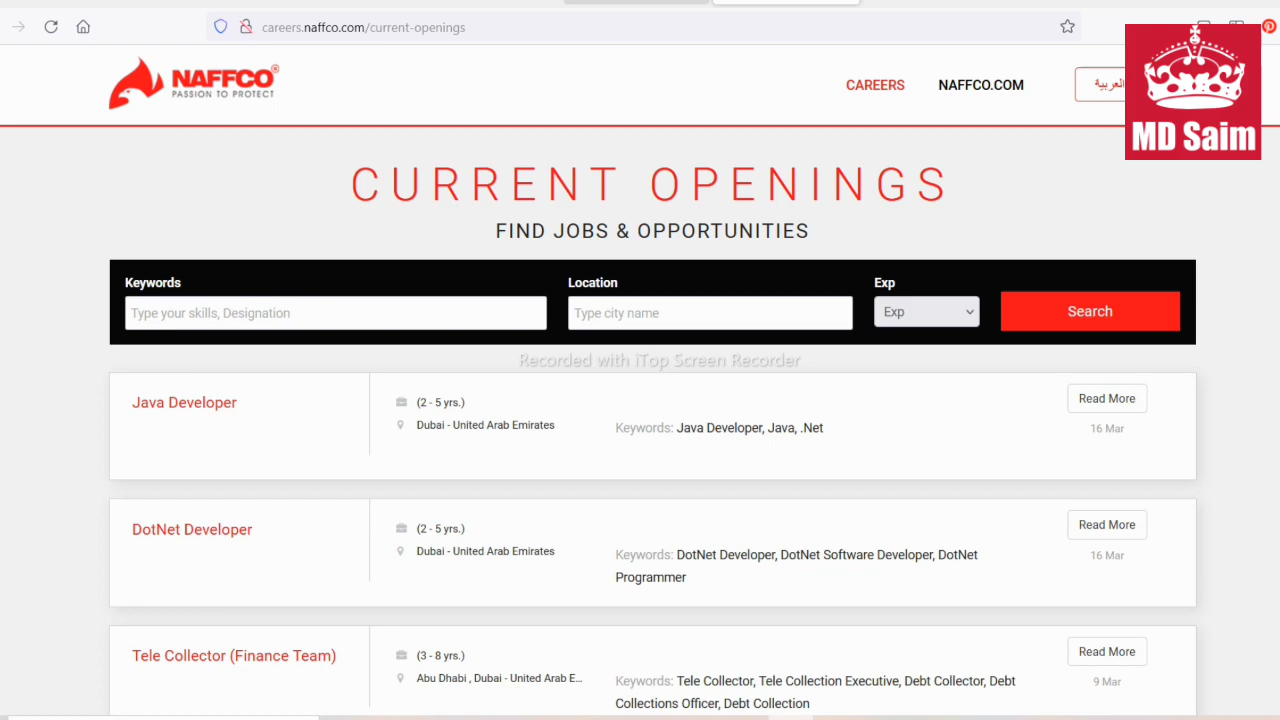 careers.naffco.com/current-openings
NAFFCO®
PASSION TO PROTECT
CAREERS
NAFFCO.COM
العربية
MD Saim
CURRENT OPENINGS
FIND JOBS & OPPORTUNITIES
Keywords
Location
Exp
Type your skills, Designation
Type city name
Exp
Search
Recorded with iTop Screen Recorder
Java Developer
(2 - 5 yrs.)
Dubai - United Arab Emirates
Keywords: Java Developer, Java, .Net
Read More
16 Mar
DotNet Developer
(2 - 5 yrs.)
Dubai - United Arab Emirates
Keywords: DotNet Developer, DotNet Software Developer, DotNet
Programmer
Read More
16 Mar
Tele Collector (Finance Team)
(3 - 8 yrs.)
Abu Dhabi , Dubai - United Arab E...
Keywords: Tele Collector, Tele Collection Executive, Debt Collector, Debt
Collections Officer, Debt Collection
Read More
9 Mar